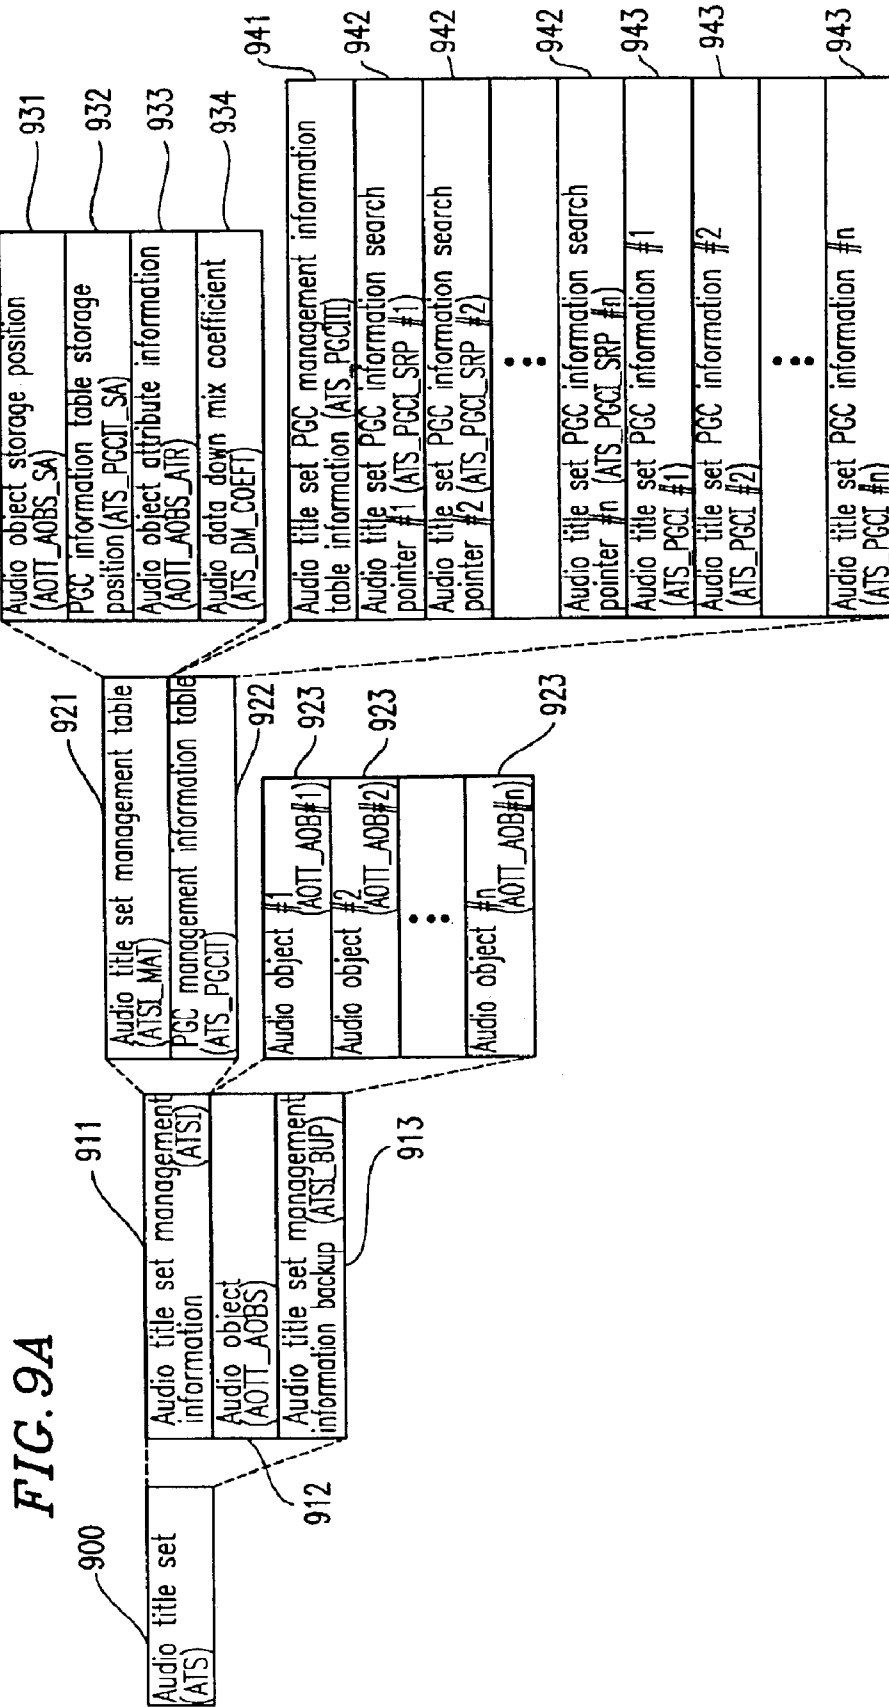 FIG. 9A
900
Audio title set
(ATS)
911
Audio title set management
information (ATSI)
Audio object
(AOTT_AOBS)
Audio title set management
information backup (ATSI_BUP)
912
913
921
Audio title set management table
(ATSI_MAT)
PGC management information table
(ATS_PGCIT)
922
Audio object #1
(AOTT_AOB#1)
923
Audio object #2
(AOTT_AOB#2)
923
•••
Audio object #n
(AOTT_AOB#n)
923
Audio object storage position
(AOTT_AOBS_SA)
931
PGC information table storage
position (ATS_PGCIT_SA)
932
Audio object attribute information
(AOTT_AOBS_ATR)
933
Audio data down mix coefficient
(ATS_DM_COEFT)
934
Audio title set PGC management information
table information (ATS_PGCITI)
941
Audio title set PGC information search
pointer #1 (ATS_PGCI_SRP #1)
942
Audio title set PGC information search
pointer #2 (ATS_PGCI_SRP #2)
942
•••
Audio title set PGC information search
pointer #n (ATS_PGCI_SRP #n)
942
Audio title set PGC information #1
(ATS_PGCI #1)
943
Audio title set PGC information #2
(ATS_PGCI #2)
943
•••
Audio title set PGC information #n
(ATS_PGCI #n)
943